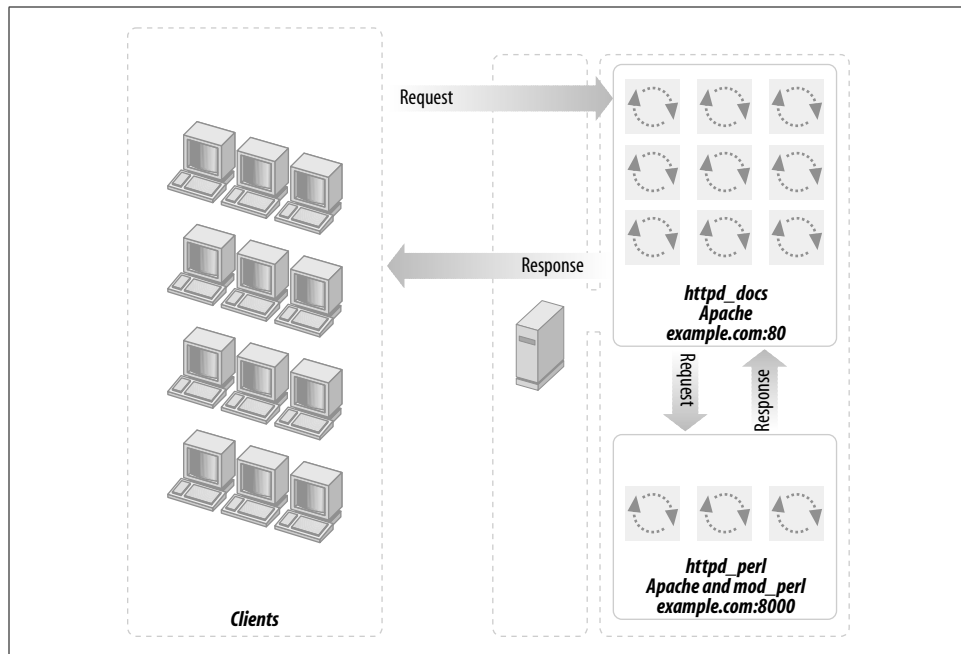 Request
Response
httpd_docs
Apache
example.com:80
Request
Response
httpd_perl
Apache and mod_perl
example.com:8000
Clients